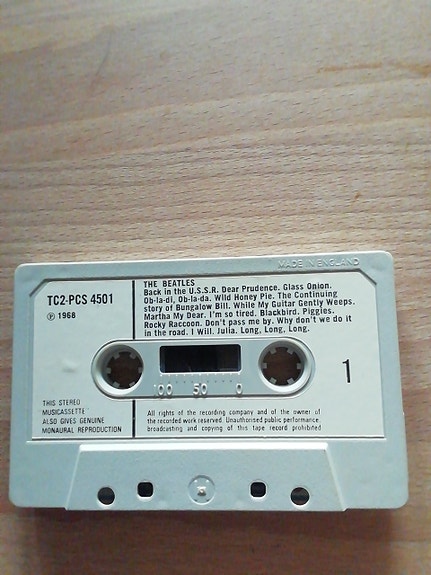 MADE IN ENGLAND
TC2-PCS 4501
Ⓟ 1968
THE BEATLES
Back in the U.S.S.R. Dear Prudence. Glass Onion.
Ob-la-di, Ob-la-da. Wild Honey Pie. The Continuing
story of Bungalow Bill. While My Guitar Gently Weeps.
Martha My Dear. I'm so tired. Blackbird. Piggies.
Rocky Raccoon. Don't pass me by. Why don't we do it
in the road. I Will. Julia. Long, Long, Long.
1
100 50 0
THIS STEREO
MUSICASSETTE
ALSO GIVES GENUINE
MONAURAL REPRODUCTION
All rights of the recording company and of the owner of
the recorded work reserved. Unauthorised public performance
broadcasting and copying of this tape record prohibited